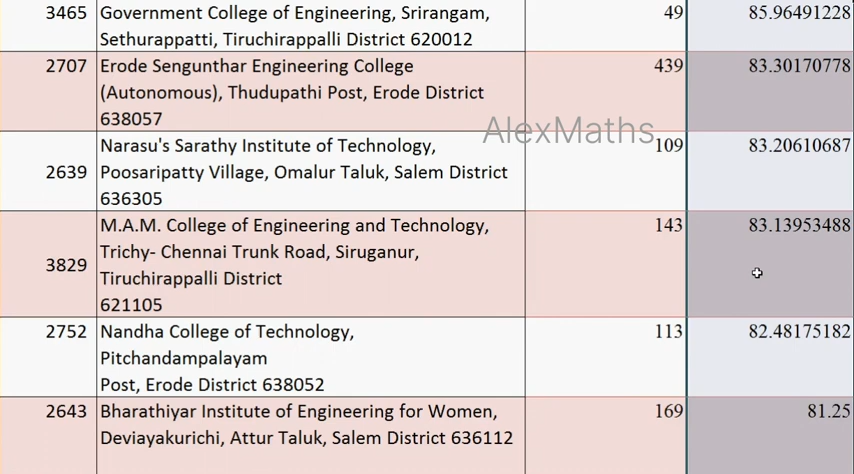 3465 Government College of Engineering, Srirangam, 49 85.96491228
Sethurappatti, Tiruchirappalli District 620012
2707 Erode Sengunthar Engineering College 439 83.30170778
(Autonomous), Thudupathi Post, Erode District
638057
AlexMaths
Narasu's Sarathy Institute of Technology, 109 83.20610687
2639 Poosaripatty Village, Omalur Taluk, Salem District
636305
M.A.M. College of Engineering and Technology, 143 83.13953488
Trichy- Chennai Trunk Road, Siruganur,
3829 Tiruchirappalli District
621105
2752 Nandha College of Technology, 113 82.48175182
Pitchandampalayam
Post, Erode District 638052
2643 Bharathiyar Institute of Engineering for Women, 169 81.25
Deviayakurichi, Attur Taluk, Salem District 636112